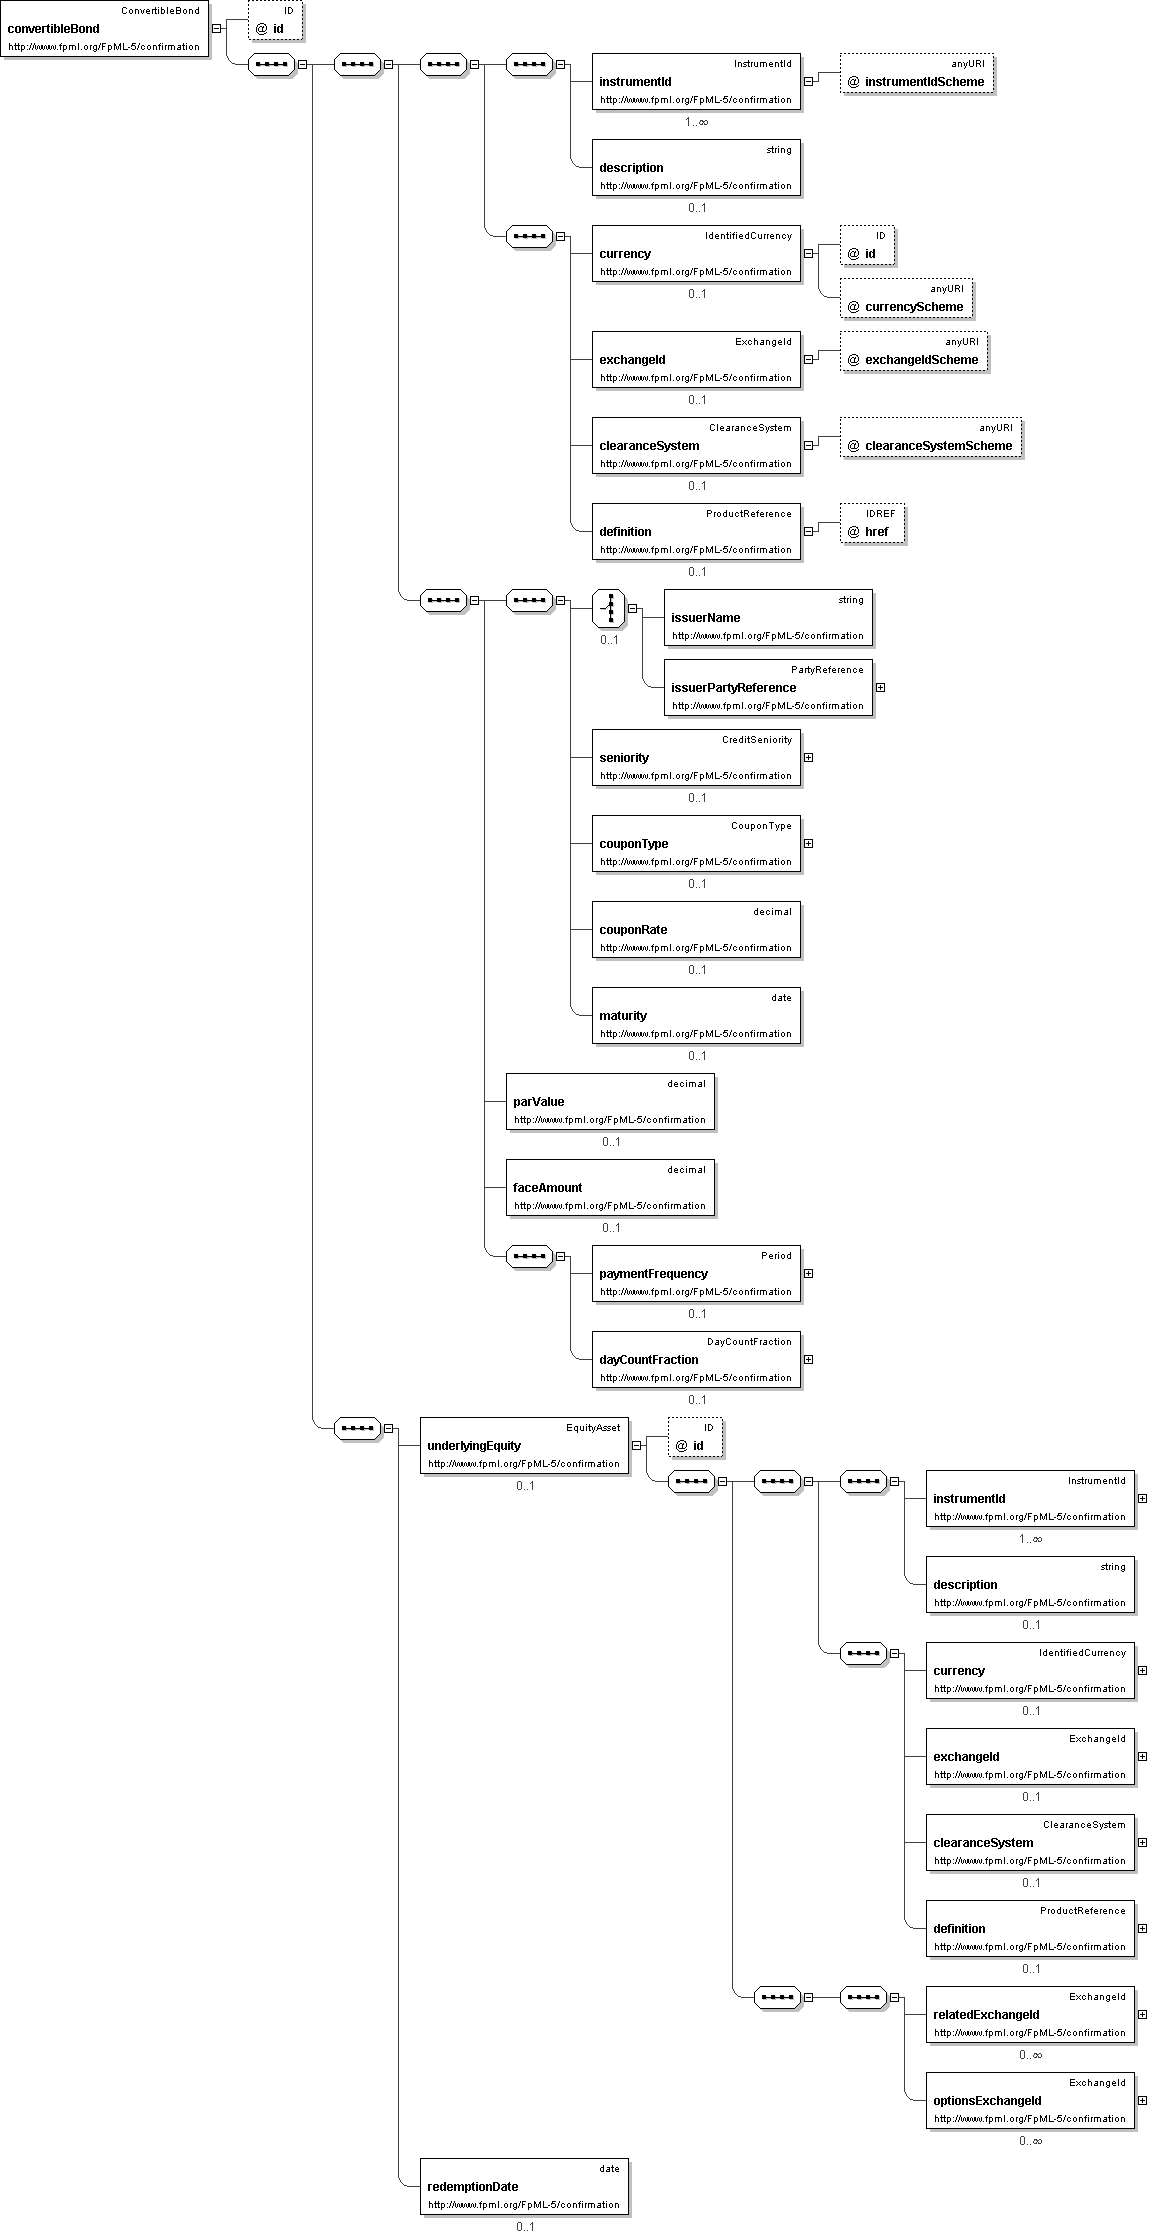 ConvertibleBond
convertibleBond
http://www.fpml.org/FpML-5/confirmation
ID
@ id
InstrumentId
instrumentId
http://www.fpml.org/FpML-5/confirmation
1..∞
anyURI
@ instrumentIdScheme
string
description
http://www.fpml.org/FpML-5/confirmation
0..1
IdentifiedCurrency
currency
http://www.fpml.org/FpML-5/confirmation
0..1
ID
@ id
anyURI
@ currencyScheme
ExchangeId
exchangeId
http://www.fpml.org/FpML-5/confirmation
0..1
anyURI
@ exchangeIdScheme
ClearanceSystem
clearanceSystem
http://www.fpml.org/FpML-5/confirmation
0..1
anyURI
@ clearanceSystemScheme
ProductReference
definition
http://www.fpml.org/FpML-5/confirmation
0..1
IDREF
@ href
0..1
string
issuerName
http://www.fpml.org/FpML-5/confirmation
PartyReference
issuerPartyReference
http://www.fpml.org/FpML-5/confirmation
CreditSeniority
seniority
http://www.fpml.org/FpML-5/confirmation
0..1
CouponType
couponType
http://www.fpml.org/FpML-5/confirmation
0..1
decimal
couponRate
http://www.fpml.org/FpML-5/confirmation
0..1
date
maturity
http://www.fpml.org/FpML-5/confirmation
0..1
decimal
parValue
http://www.fpml.org/FpML-5/confirmation
0..1
decimal
faceAmount
http://www.fpml.org/FpML-5/confirmation
0..1
Period
paymentFrequency
http://www.fpml.org/FpML-5/confirmation
0..1
DayCountFraction
dayCountFraction
http://www.fpml.org/FpML-5/confirmation
0..1
EquityAsset
underlyingEquity
http://www.fpml.org/FpML-5/confirmation
0..1
ID
@ id
InstrumentId
instrumentId
http://www.fpml.org/FpML-5/confirmation
1..∞
string
description
http://www.fpml.org/FpML-5/confirmation
0..1
IdentifiedCurrency
currency
http://www.fpml.org/FpML-5/confirmation
0..1
ExchangeId
exchangeId
http://www.fpml.org/FpML-5/confirmation
0..1
ClearanceSystem
clearanceSystem
http://www.fpml.org/FpML-5/confirmation
0..1
ProductReference
definition
http://www.fpml.org/FpML-5/confirmation
0..1
ExchangeId
relatedExchangeId
http://www.fpml.org/FpML-5/confirmation
0..∞
ExchangeId
optionsExchangeId
http://www.fpml.org/FpML-5/confirmation
0..∞
date
redemptionDate
http://www.fpml.org/FpML-5/confirmation
0..1